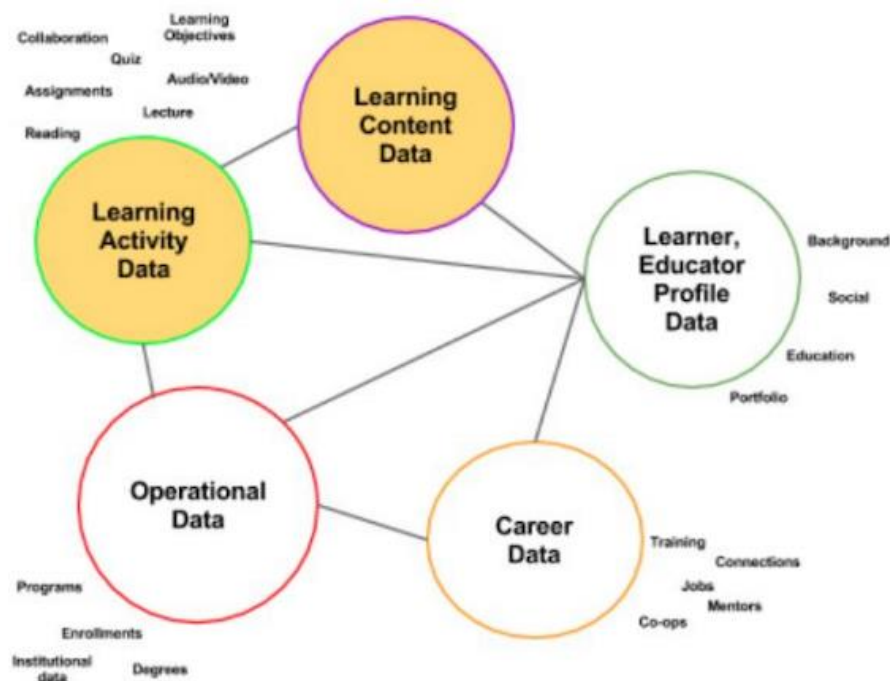 Learning
Objectives
Collaboration
Quiz
Audio/Video
Assignments
Lecture
Reading
Learning
Content
Data
Learning
Activity
Data
Learner,
Educator
Profile
Data
Background
Social
Education
Portfolio
Operational
Data
Career
Data
Training
Connections
Jobs
Mentors
Co-ops
Programs
Enrollments
Institutional
data
Degrees